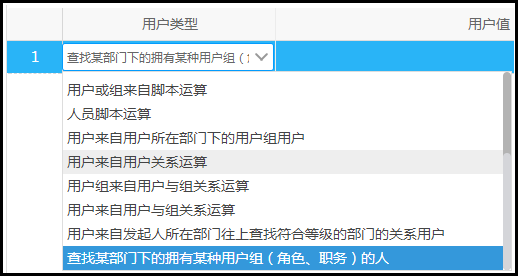 用户类型 用户值
1 查找某部门下的拥有某种用户组（
用户或组来自脚本运算
人员脚本运算
用户来自用户所在部门下的用户组用户
用户来自用户关系运算
用户组来自用户与组关系运算
用户来自用户与组关系运算
用户来自发起人所在部门往上查找符合等级的部门的关系用户
查找某部门下的拥有某种用户组（角色、职务）的人